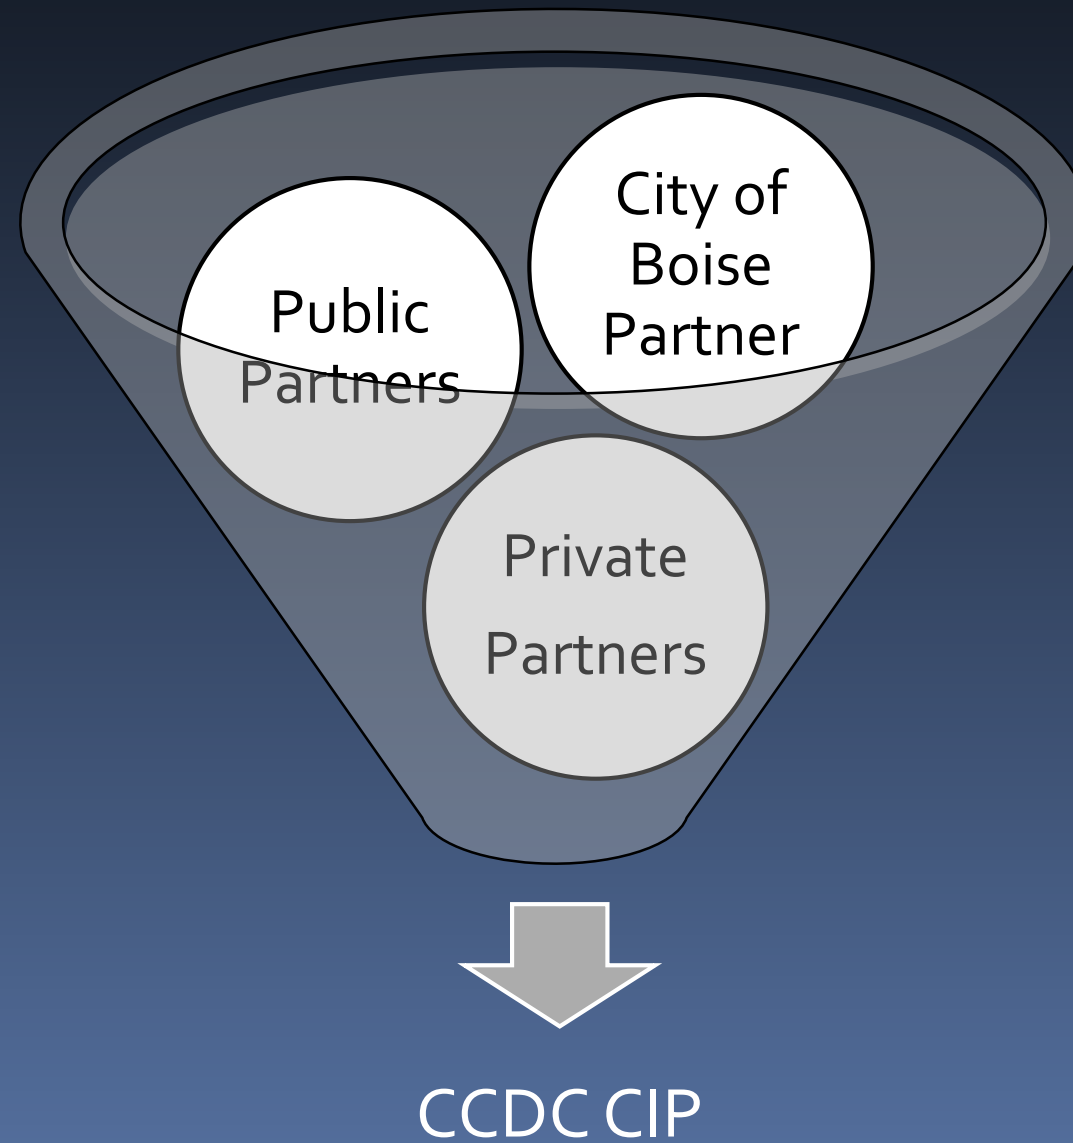 City of
Boise
Partner
Public
Partners
Private
Partners
CCDC CIP